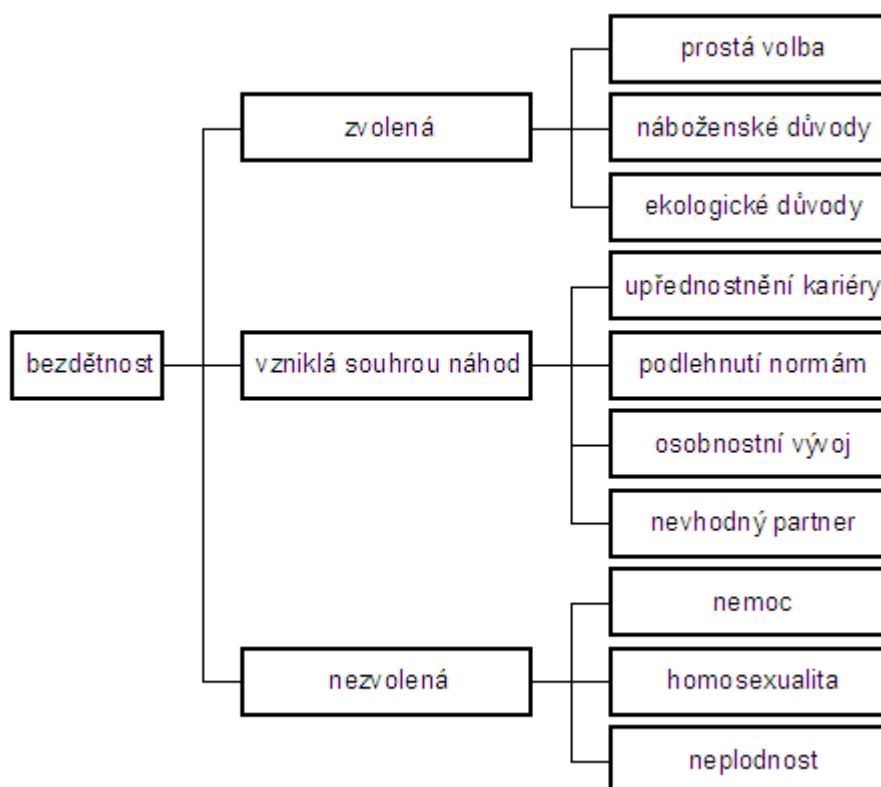 bezdětnost
zvolená
prostá volba
náboženské důvody
ekologické důvody
vzniklá souhrou náhod
upřednostnění kariéry
podlehnutí normám
osobnostní vývoj
nevhodný partner
nezvolená
nemoc
homosexualita
neplodnost